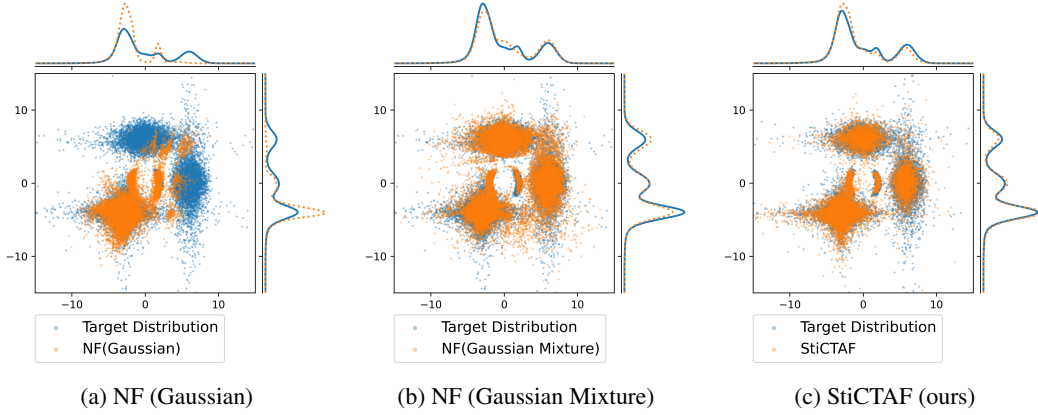 10
0
−10
−10
0
10
Target Distribution
NF(Gaussian)
(a) NF (Gaussian)
10
0
−10
−10
0
10
Target Distribution
NF(Gaussian Mixture)
(b) NF (Gaussian Mixture)
10
0
−10
−10
0
10
Target Distribution
StiCTAF
(c) StiCTAF (ours)